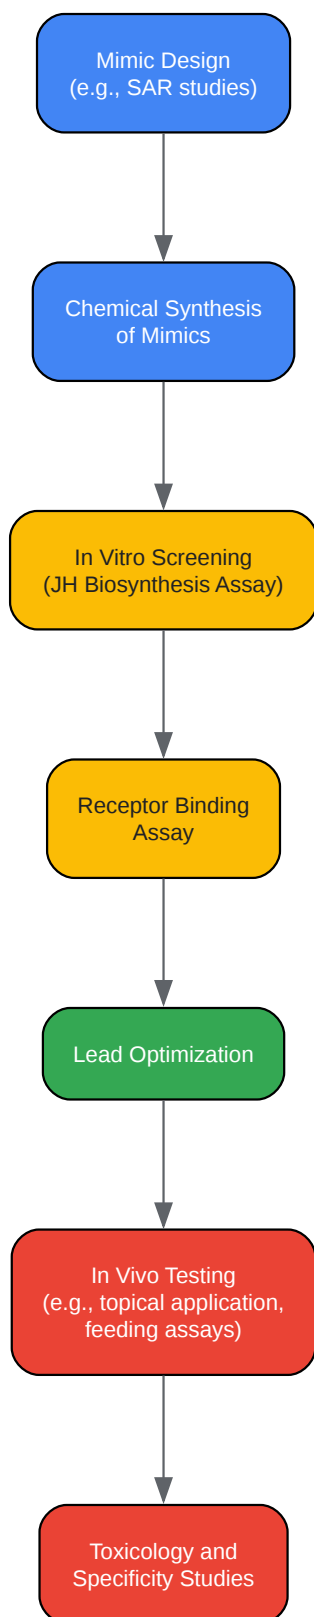 Mimic Design
(e.g., SAR studies)
Chemical Synthesis
of Mimics
In Vitro Screening
(JH Biosynthesis Assay)
Receptor Binding
Assay
Lead Optimization
In Vivo Testing
(e.g., topical application,
feeding assays)
Toxicology and
Specificity Studies